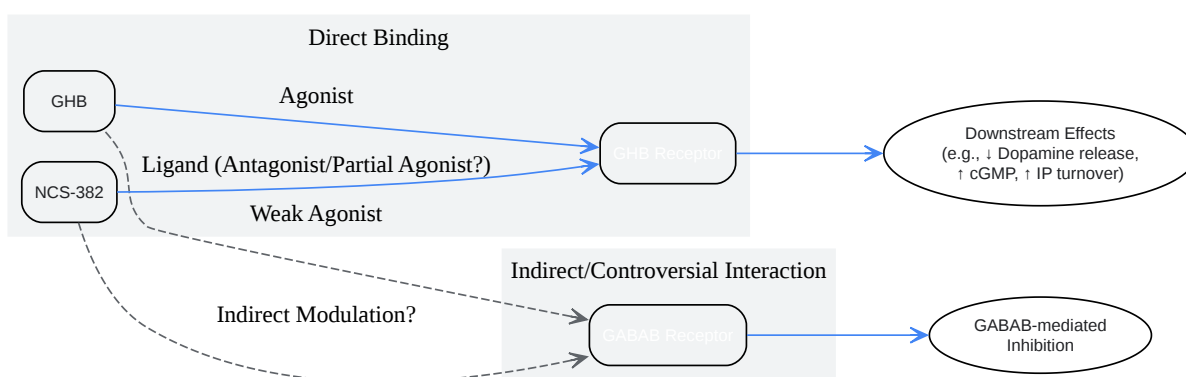 Direct Binding
GHB
Agonist
GHB Receptor
Downstream Effects
(e.g., ↓ Dopamine release,
↑ cGMP, ↑ IP turnover)
Ligand (Antagonist/Partial Agonist?)
NCS-382
Weak Agonist
Indirect/Controversial Interaction
Indirect Modulation?
GABAB Receptor
GABAB-mediated
Inhibition